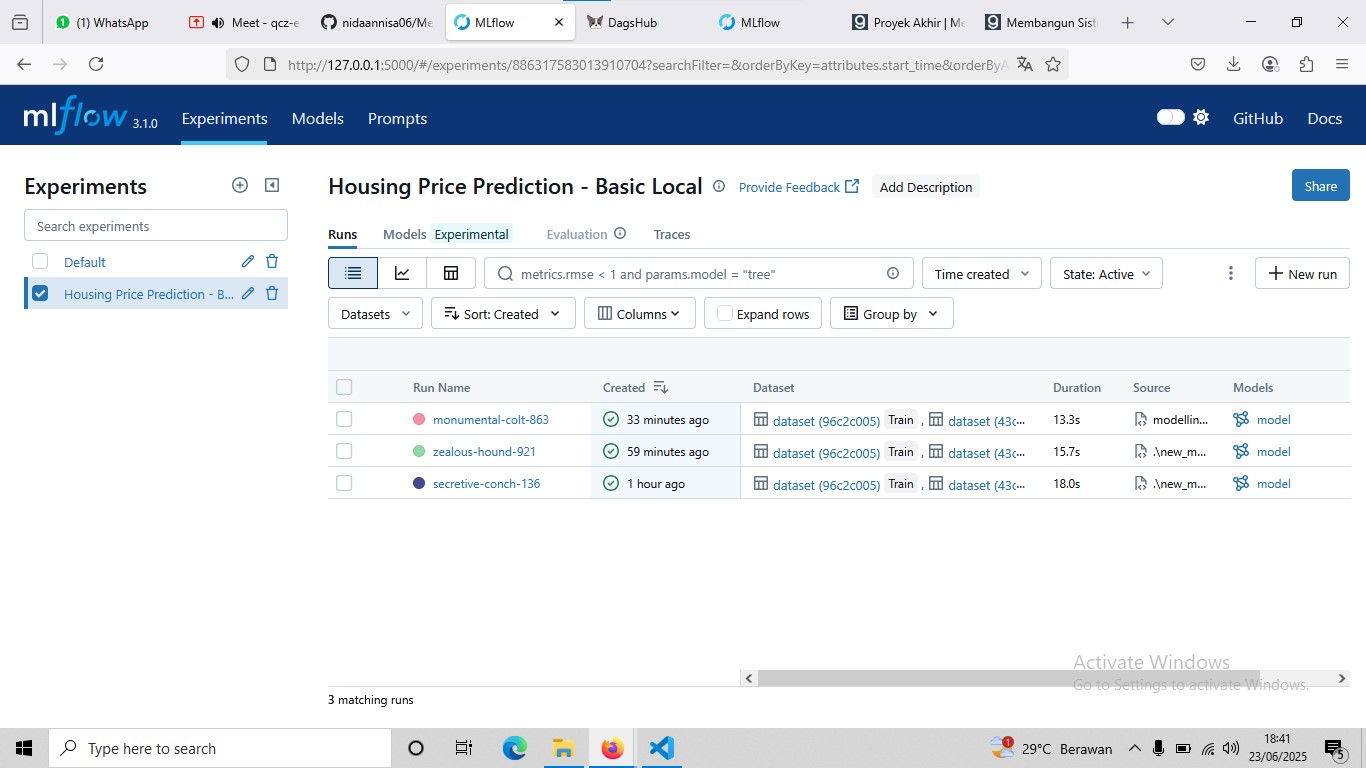 (1) WhatsApp
Meet - qcz-e
nidaannisa06/Me
MLflow
DagsHub
MLflow
Proyek Akhir | Me
Membangun Sist
http://127.0.0.1:5000/#/experiments/886317583013910704?searchFilter=&orderByKey=attributes.start_time&orderByA
mlflow 3.1.0
Experiments
Models
Prompts
GitHub
Docs
Experiments
Search experiments
Default
Housing Price Prediction - B...
Housing Price Prediction - Basic Local
Provide Feedback
Add Description
Share
Runs
Models Experimental
Evaluation
Traces
metrics.rmse < 1 and params.model = "tree"
Time created
State: Active
New run
Datasets
Sort: Created
Columns
Expand rows
Group by
Run Name Created Dataset Duration Source Models
monumental-colt-863 33 minutes ago dataset (96c2c005) Train , dataset (43c... 13.3s modellin... model
zealous-hound-921 59 minutes ago dataset (96c2c005) Train , dataset (43c... 15.7s .\new_m... model
secretive-conch-136 1 hour ago dataset (96c2c005) Train , dataset (43c... 18.0s .\new_m... model
3 matching runs
Activate Windows
Go to Settings to activate Windows.
Type here to search
1
29°C Berawan
18:41
23/06/2025
5